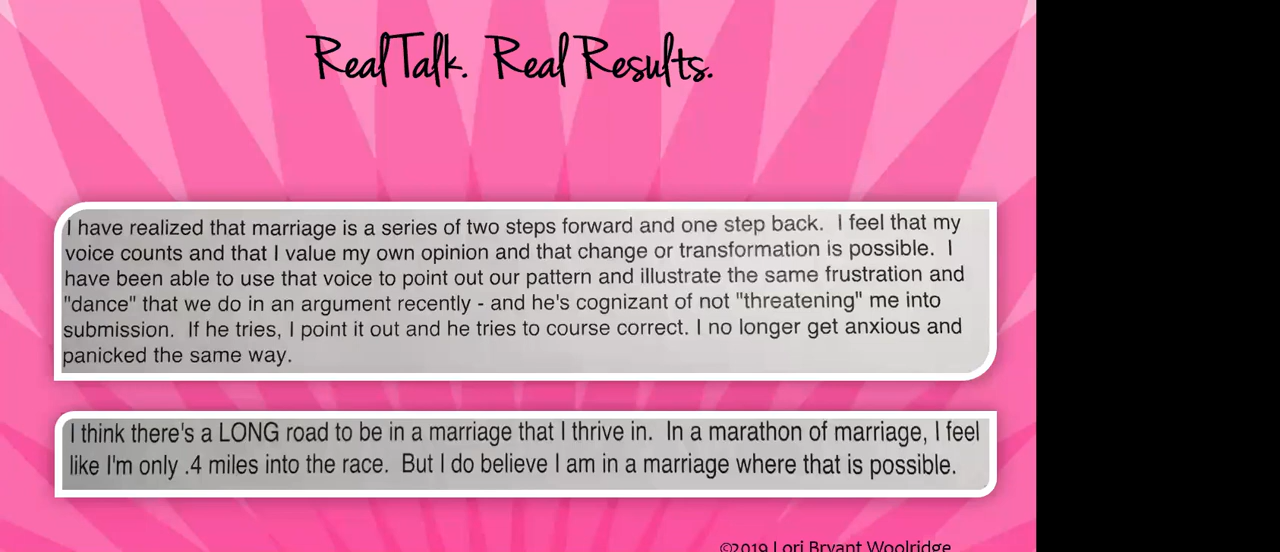 Real Talk. Real Results.
I have realized that marriage is a series of two steps forward and one step back.  I feel that my
voice counts and that I value my own opinion and that change or transformation is possible.  I
have been able to use that voice to point out our pattern and illustrate the same frustration and
"dance" that we do in an argument recently - and he's cognizant of not "threatening" me into
submission.  If he tries, I point it out and he tries to course correct. I no longer get anxious and
panicked the same way.
I think there's a LONG road to be in a marriage that I thrive in.  In a marathon of marriage, I feel
like I'm only .4 miles into the race.  But I do believe I am in a marriage where that is possible.
©2019 Lori Bryant Woolridge